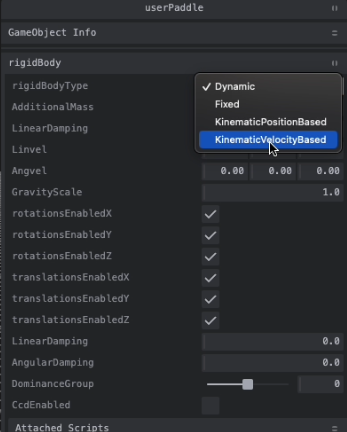 userPaddle
GameObject Info
rigidBody
rigidBodyType
Dynamic
Fixed
KinematicPositionBased
KinematicVelocityBased
AdditionalMass
LinearDamping
Linvel
Angvel 0.00 0.00 0.00
GravityScale 1.0
rotationsEnabledX
rotationsEnabledY
rotationsEnabledZ
translationsEnabledX
translationsEnabledY
translationsEnabledZ
LinearDamping 0.0
AngularDamping 0.0
DominanceGroup 0
CcdEnabled
Attached Scripts